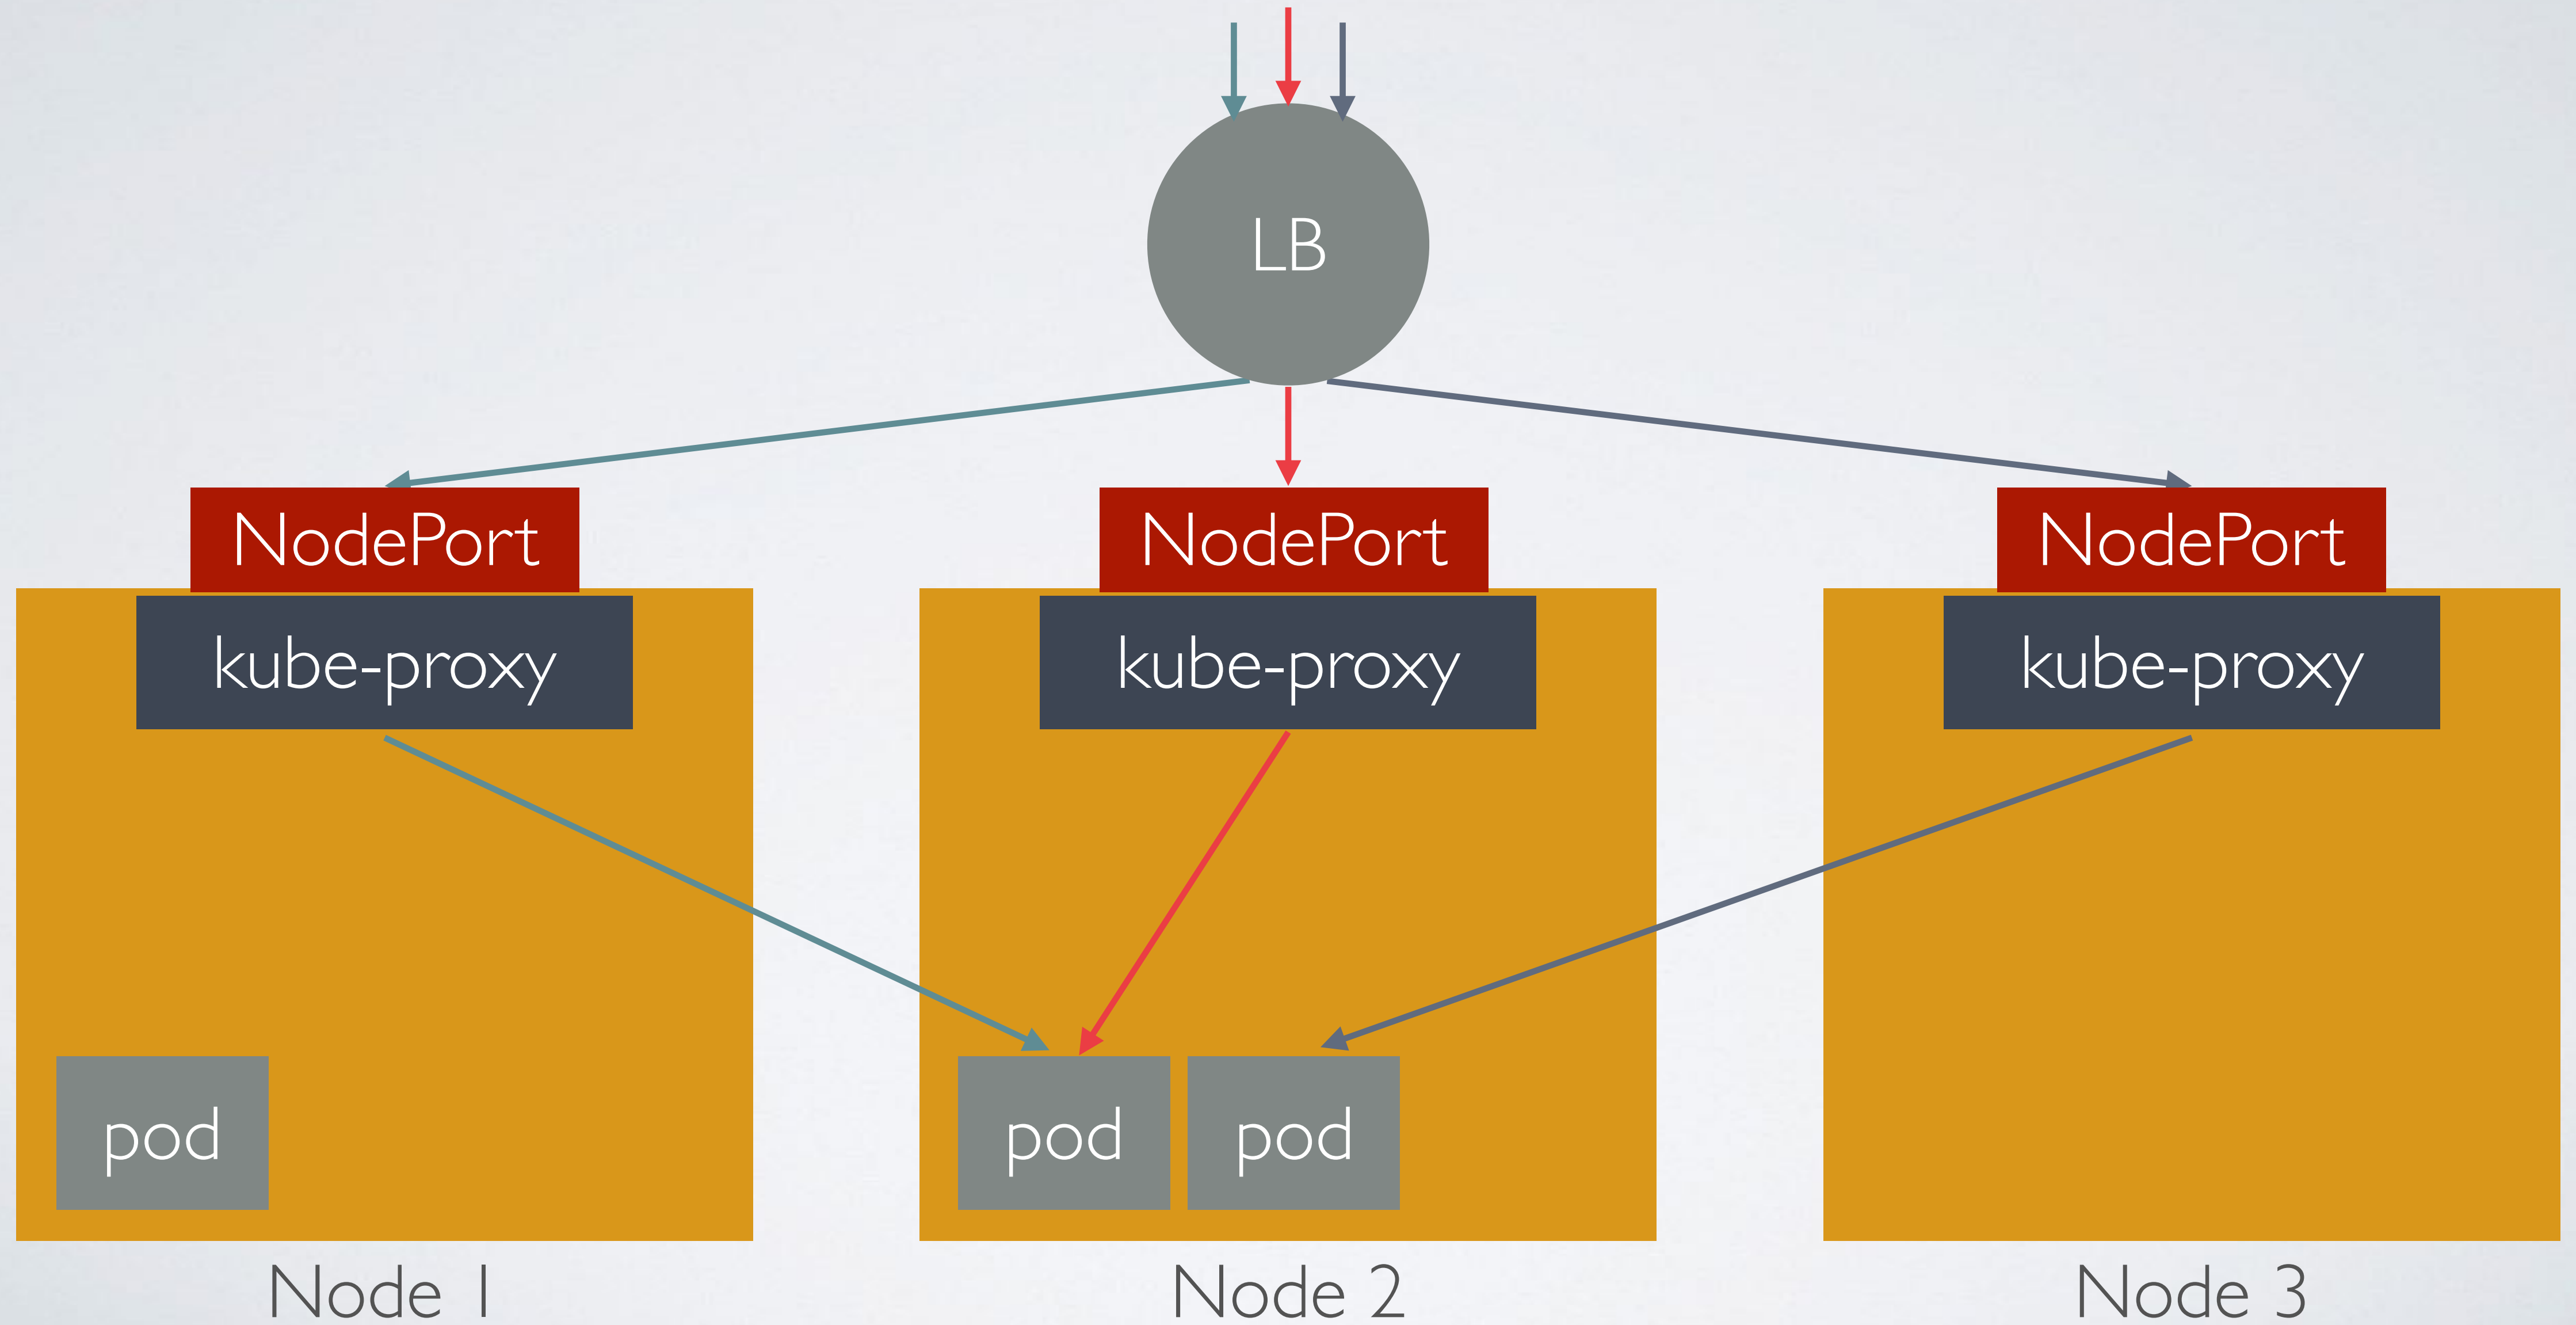 LB
NodePort
NodePort
NodePort
kube-proxy
kube-proxy
kube-proxy
pod
pod
pod
Node 1
Node 2
Node 3